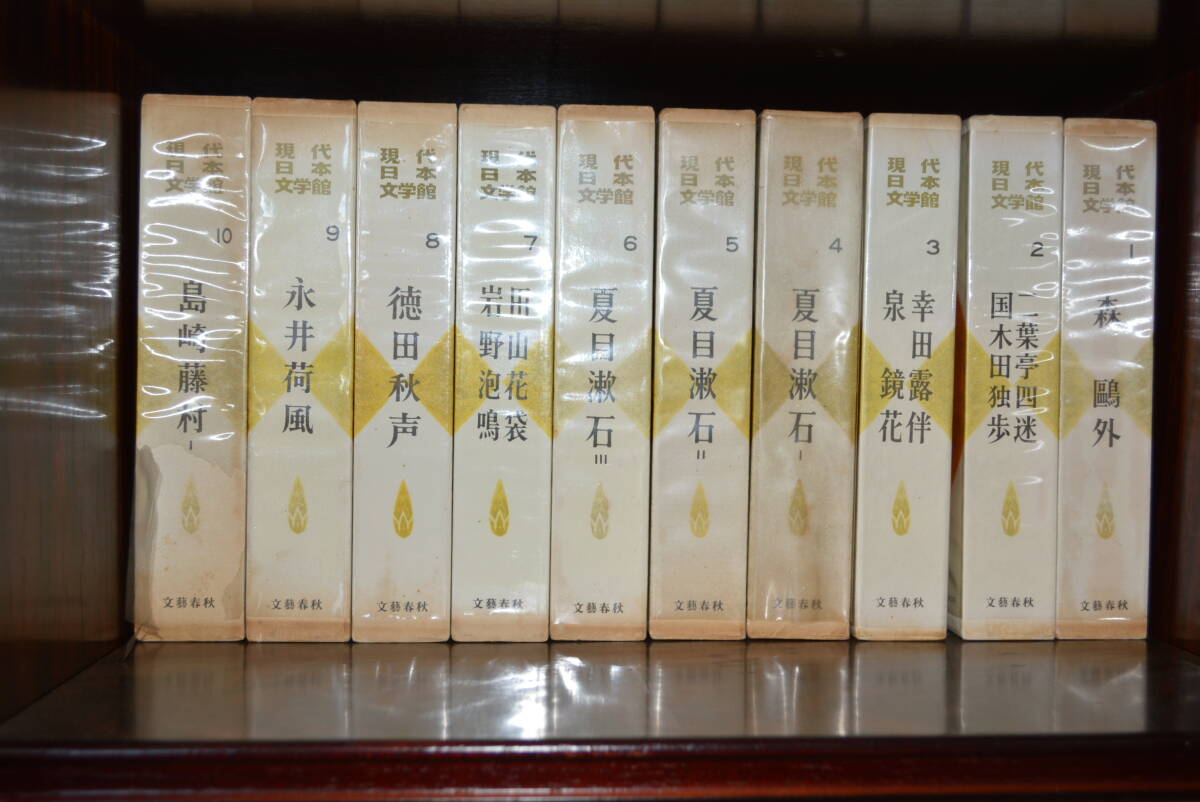 現代
日本
文学館
10
島崎藤村 I
文藝春秋
現代
日本
文学館
9
永井荷風
文藝春秋
現代
日本
文学館
8
徳田秋声
文藝春秋
現代
日本
文学館
7
田山花袋
岩野泡鳴
文藝春秋
現代
日本
文学館
6
夏目漱石 III
文藝春秋
現代
日本
文学館
5
夏目漱石 II
文藝春秋
現代
日本
文学館
4
夏目漱石 I
文藝春秋
現代
日本
文学館
3
幸田露伴
泉 鏡花
文藝春秋
現代
日本
文学館
2
二葉亭四迷
国木田独歩
文藝春秋
現代
日本
文学館
1
森 鷗外
文藝春秋